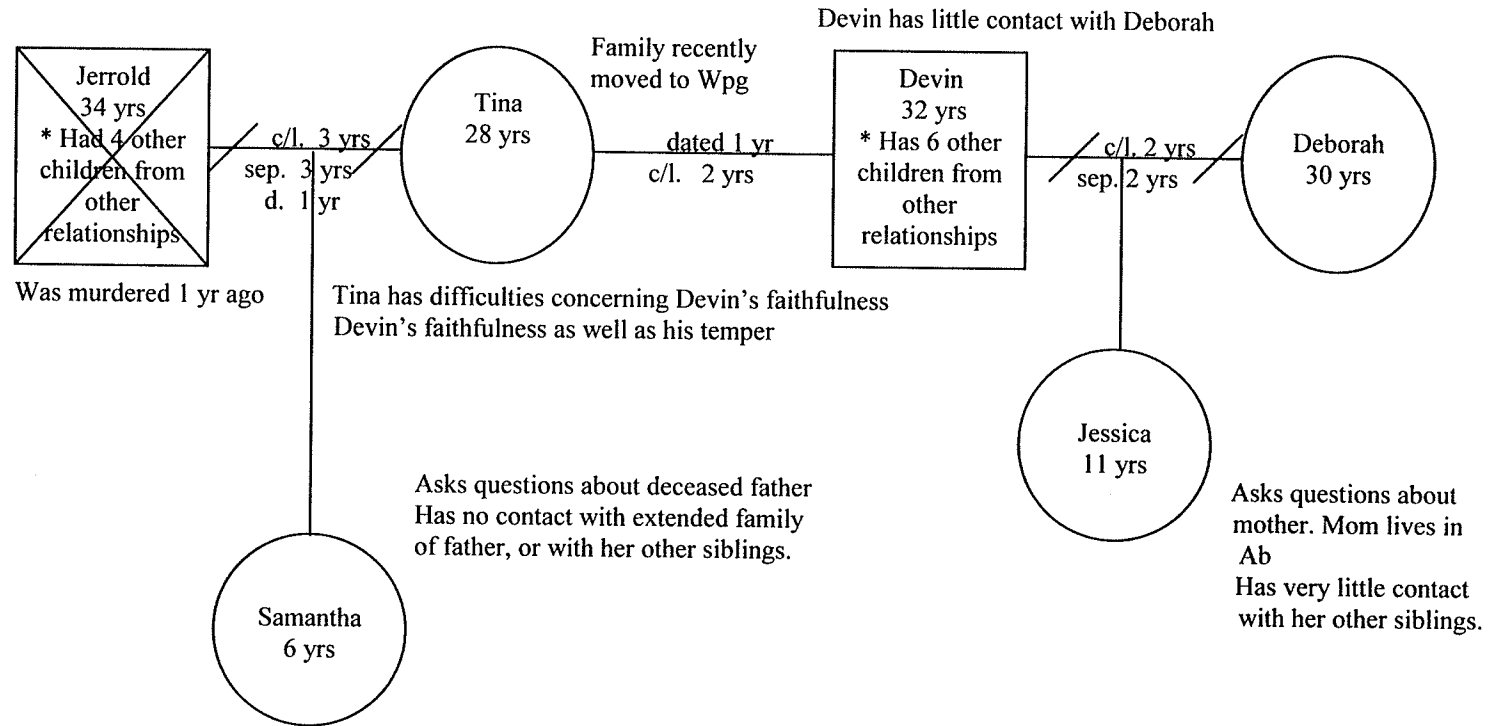 Devin has little contact with Deborah
Jerrold
34 yrs
* Had 4 other
children from
other
relationships
Was murdered 1 yr ago
c/l. 3 yrs
sep. 3 yrs
d. 1 yr
Tina
28 yrs
Family recently
moved to Wpg
dated 1 yr
c/l. 2 yrs
Devin
32 yrs
* Has 6 other
children from
other
relationships
c/l. 2 yrs
sep. 2 yrs
Deborah
30 yrs
Tina has difficulties concerning Devin's faithfulness
Devin's faithfulness as well as his temper
Jessica
11 yrs
Asks questions about
mother. Mom lives in
Ab
Has very little contact
with her other siblings.
Asks questions about deceased father
Has no contact with extended family
of father, or with her other siblings.
Samantha
6 yrs